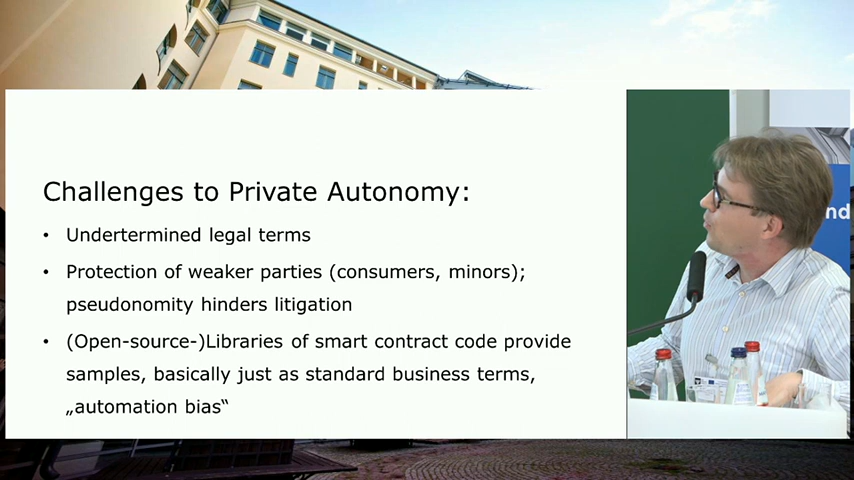 Challenges to Private Autonomy:
• Undertermined legal terms
• Protection of weaker parties (consumers, minors);
pseudonomity hinders litigation
• (Open-source-)Libraries of smart contract code provide
samples, basically just as standard business terms,
„automation bias“
nd